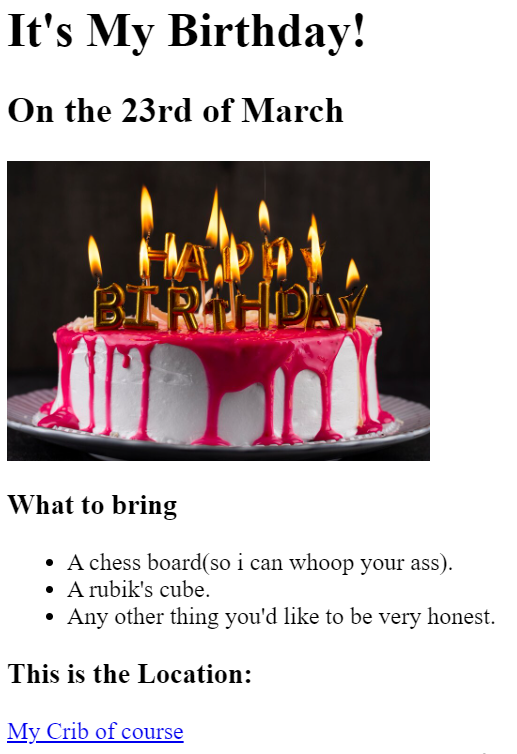 It's My Birthday!
On the 23rd of March
HAPPY
BIRTHDAY
What to bring
A chess board(so i can whoop your ass).
A rubik's cube.
Any other thing you'd like to be very honest.
This is the Location:
My Crib of course